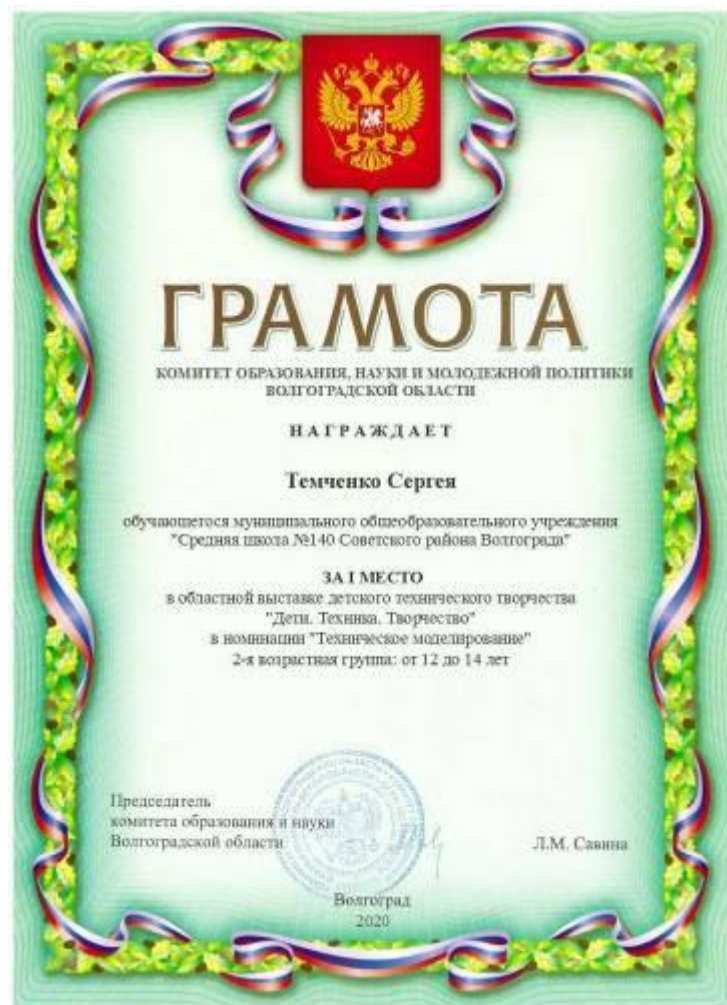 ГРАМОТА
КОМИТЕТ ОБРАЗОВАНИЯ, НАУКИ И МОЛОДЕЖНОЙ ПОЛИТИКИ
ВОЛГОГРАДСКОЙ ОБЛАСТИ
НАГРАЖДАЕТ
Темченко Сергея
обучающегося муниципального общеобразовательного учреждения
"Средняя школа №140 Советского района Волгограда"
ЗА I МЕСТО
в областной выставке детского технического творчества
"Дети. Техника. Творчество"
в номинации "Техническое моделирование"
2-я возрастная группа: от 12 до 14 лет
Председатель
комитета образования и науки
Волгоградской области
Л.М. Савина
Волгоград
2020